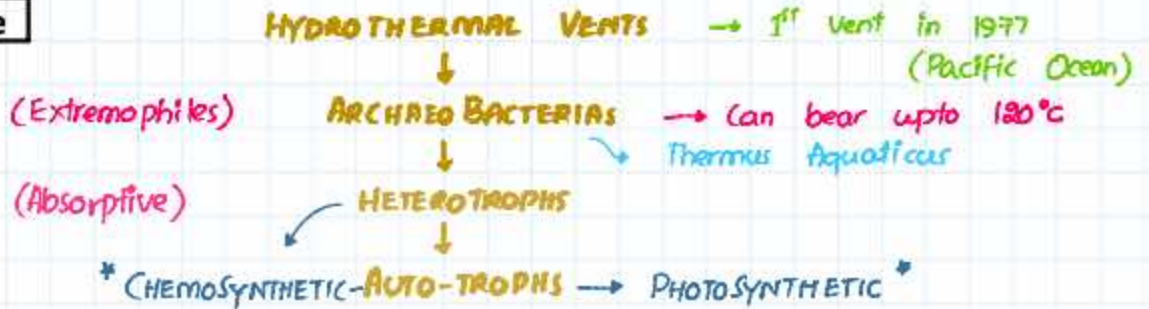 e
HYDROTHERMAL VENTS → 1st Vent in 1977
(Pacific Ocean)
(Extremophiles) ARCHAEO BACTERIAS → Can bear upto 120°C
Thermus Aquaticus
(Absorptive) HETEROTROPHS
* CHEMOSYNTHETIC-AUTO-TROPHS → PHOTOSYNTHETIC *